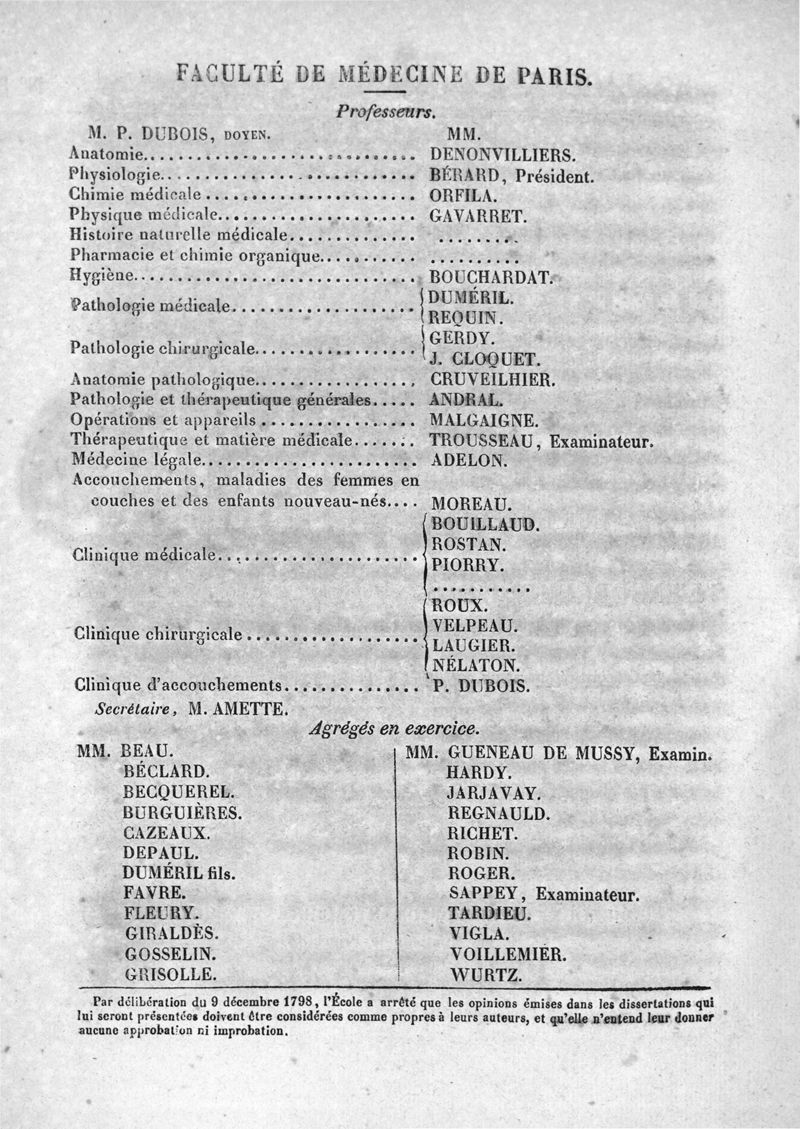 FACULTÉ DE MÉDECINE DE PARIS.
Professeurs.
M. P. DUBOIS, DOYEN. MM.
Anatomie.................................... DENONVILLIERS.
Physiologie.................................. BÉRARD, Président.
Chimie médicale ............................ ORFILA.
Physique médicale.......................... GAVARRET.
Histoire naturelle médicale............... ..........
Pharmacie et chimie organique............ ..........
Hygiène...................................... BOUCHARDAT.
Pathologie médicale........................ { DUMÉRIL.
REQUIN.
Pathologie chirurgicale.................... { GERDY.
J. CLOQUET.
Anatomie pathologique.................... CRUVEILHIER.
Pathologie et thérapeutique générales..... ANDRAL.
Opérations et appareils .................. MALGAIGNE.
Thérapeutique et matière médicale....... TROUSSEAU, Examinateur.
Médecine légale............................ ADELON.
Accouchements, maladies des femmes en
couches et des enfants nouveau-nés.... MOREAU.
Clinique médicale.......................... { BOUILLAUD.
ROSTAN.
PIORRY.
...........
Clinique chirurgicale ...................... { ROUX.
VELPEAU.
LAUGIER.
NÉLATON.
Clinique d'accouchements................ P. DUBOIS.
Secrétaire, M. AMETTE.
Agrégés en exercice.
MM. BEAU.
BÉCLARD.
BECQUEREL.
BURGUIÈRES.
CAZEAUX.
DEPAUL.
DUMÉRIL fils.
FAVRE.
FLEURY.
GIRALDÈS.
GOSSELIN.
GRISOLLE.
MM. GUENEAU DE MUSSY, Examin.
HARDY.
JARJAVAY.
REGNAULD.
RICHET.
ROBIN.
ROGER.
SAPPEY, Examinateur.
TARDIEU.
VIGLA.
VOILLEMIER.
WURTZ.
Par délibération du 9 décembre 1798, l'École a arrêté que les opinions émises dans les dissertations qui
lui seront présentées doivent être considérées comme propres à leurs auteurs, et qu'elle n'entend leur donner
aucune approbation ni improbation.